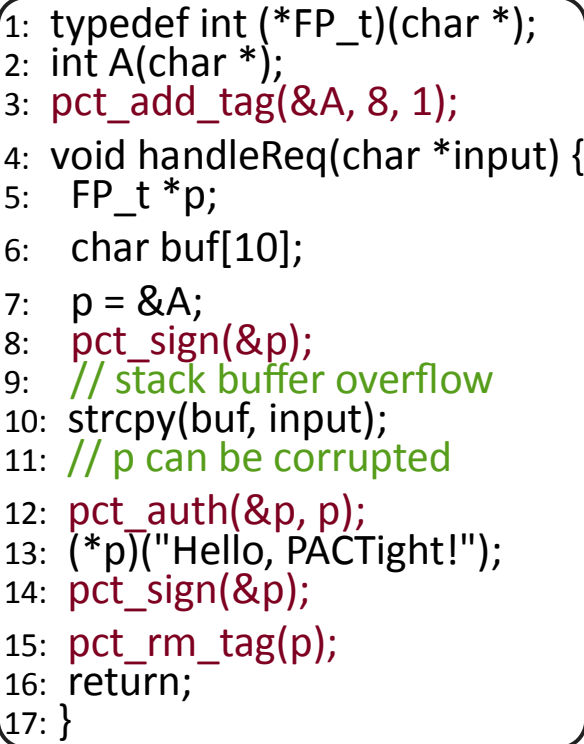 1: typedef int (*FP_t)(char *);
2: int A(char *);
3: pct_add_tag(&A, 8, 1);
4: void handleReq(char *input) {
5: FP_t *p;
6: char buf[10];
7: p = &A;
8: pct_sign(&p);
9: // stack buffer overflow
10: strcpy(buf, input);
11: // p can be corrupted
12: pct_auth(&p, p);
13: (*p)("Hello, PACTight!");
14: pct_sign(&p);
15: pct_rm_tag(p);
16: return;
17: }